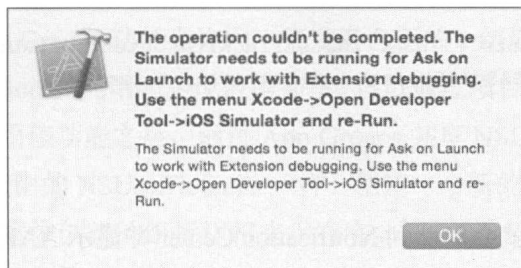 The operation couldn't be completed. The
Simulator needs to be running for Ask on
Launch to work with Extension debugging.
Use the menu Xcode->Open Developer
Tool->iOS Simulator and re-Run.
The Simulator needs to be running for Ask on Launch
to work with Extension debugging. Use the menu
Xcode->Open Developer Tool->iOS Simulator and re-
Run.
OK